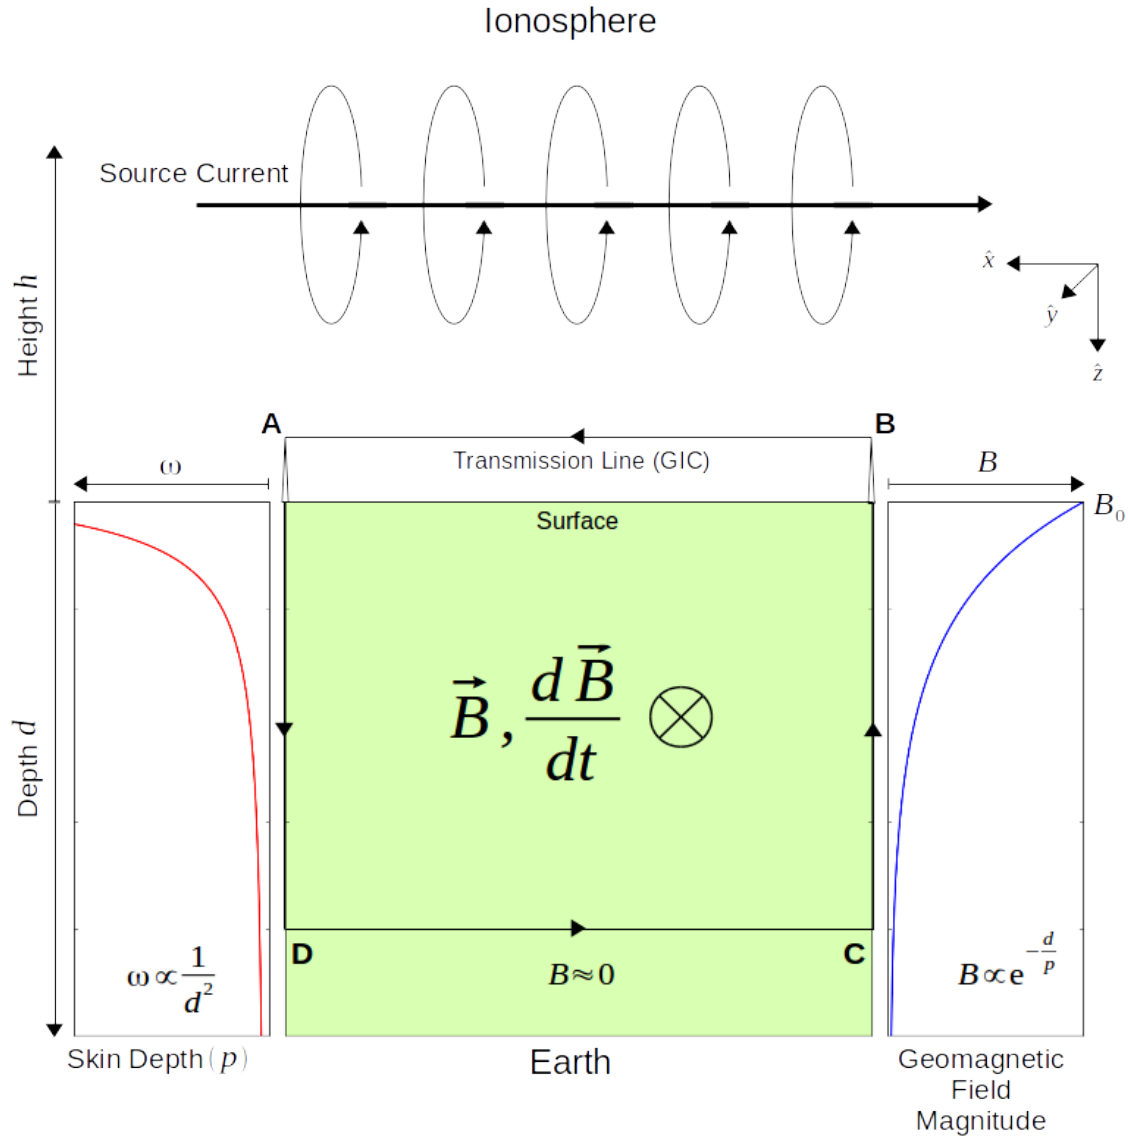 Ionosphere
Source Current
Height h
x̂
ŷ
ẑ
A
B
Transmission Line (GIC)
ω
B
B₀
Surface
B⃗, dB⃗/dt ⊗
Depth d
D
C
B≈0
ω ∝ 1/d²
B ∝ e^(-d/p)
Skin Depth (p)
Earth
Geomagnetic
Field
Magnitude